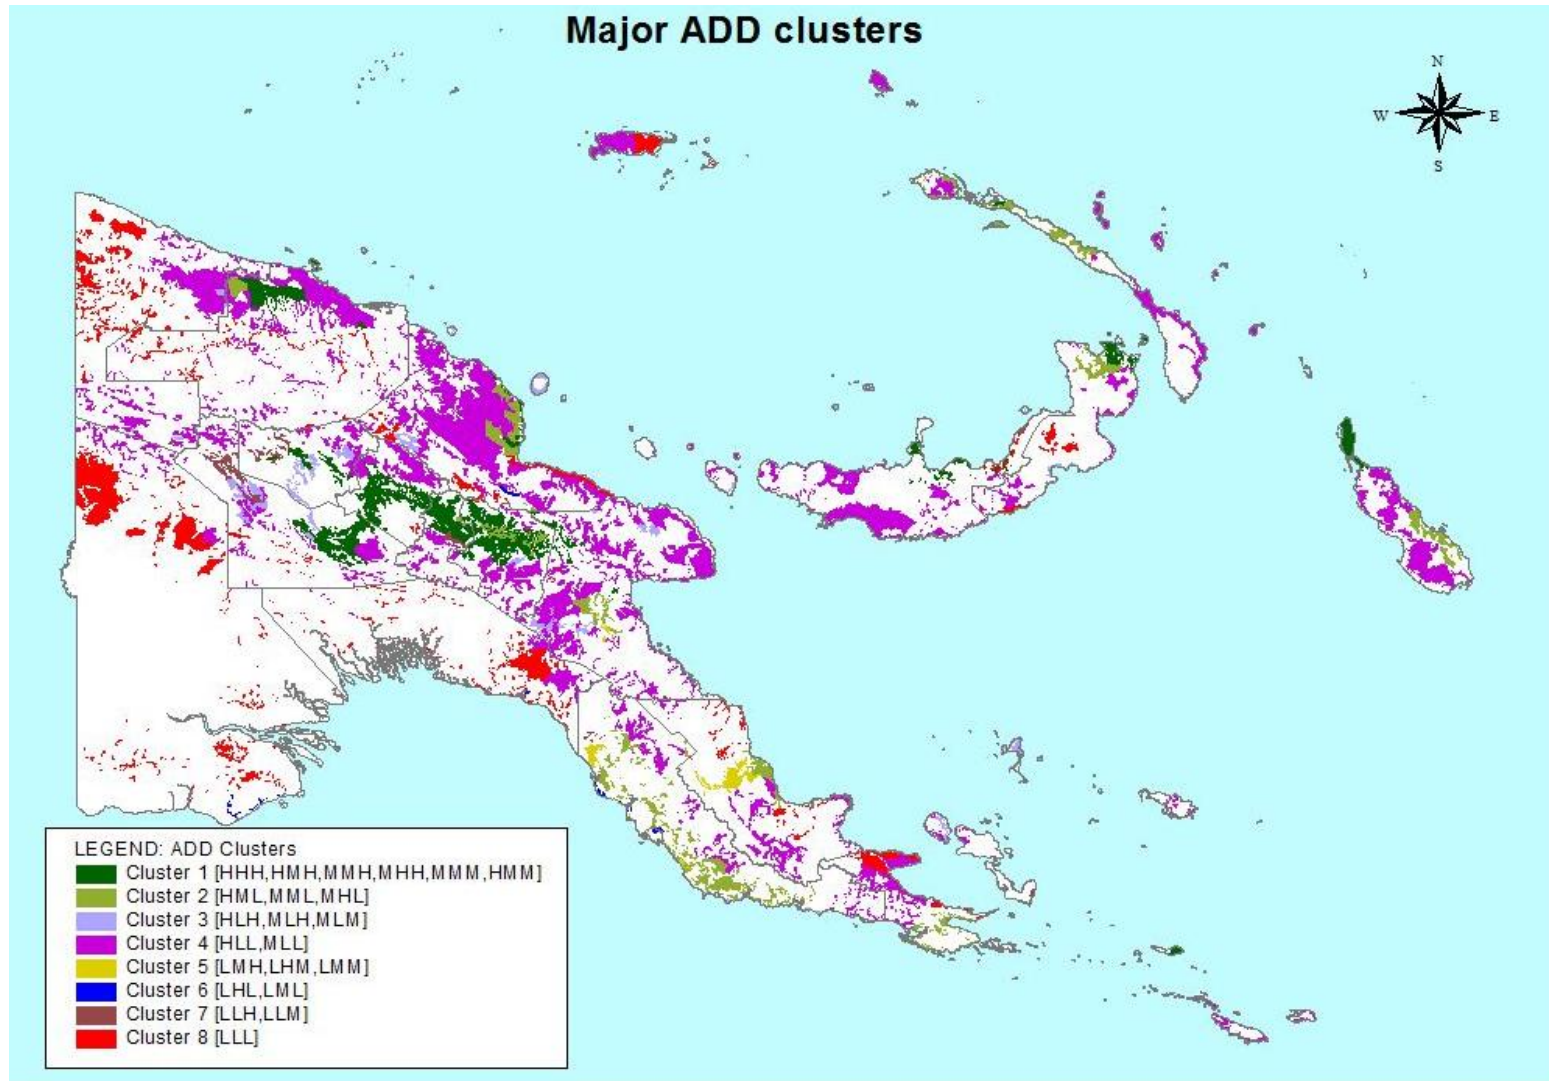 Major ADD clusters
N
W E
S
LEGEND: ADD Clusters
Cluster 1 [HHH,HMH,MMH,MHH,MMM,HMM]
Cluster 2 [HML,MML,MHL]
Cluster 3 [HLH,MLH,MLM]
Cluster 4 [HLL,MLL]
Cluster 5 [LMH,LHM,LMM]
Cluster 6 [LHL,LML]
Cluster 7 [LLH,LLM]
Cluster 8 [LLL]